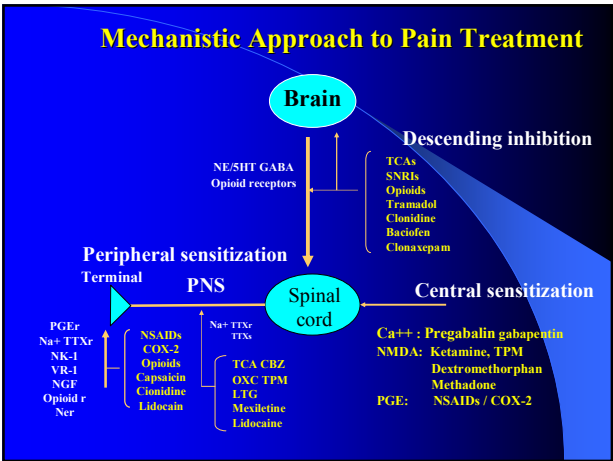 Mechanistic Approach to Pain Treatment
Brain
Descending inhibition
NE/5HT GABA
Opioid receptors
TCAs
SNRIs
Opioids
Tramadol
Clonidine
Baciofen
Clonaxepam
Peripheral sensitization
Terminal
PNS
Spinal
cord
Central sensitization
PGEr
Na+ TTXr
NK-1
VR-1
NGF
Opioid r
Ner
NSAIDs
COX-2
Opioids
Capsaicin
Cionidine
Lidocain
Na+ TTXr
TTXs
TCA CBZ
OXC TPM
LTG
Mexiletine
Lidocaine
Ca++ : Pregabalin gabapentin
NMDA: Ketamine, TPM
Dextromethorphan
Methadone
PGE: NSAIDs / COX-2